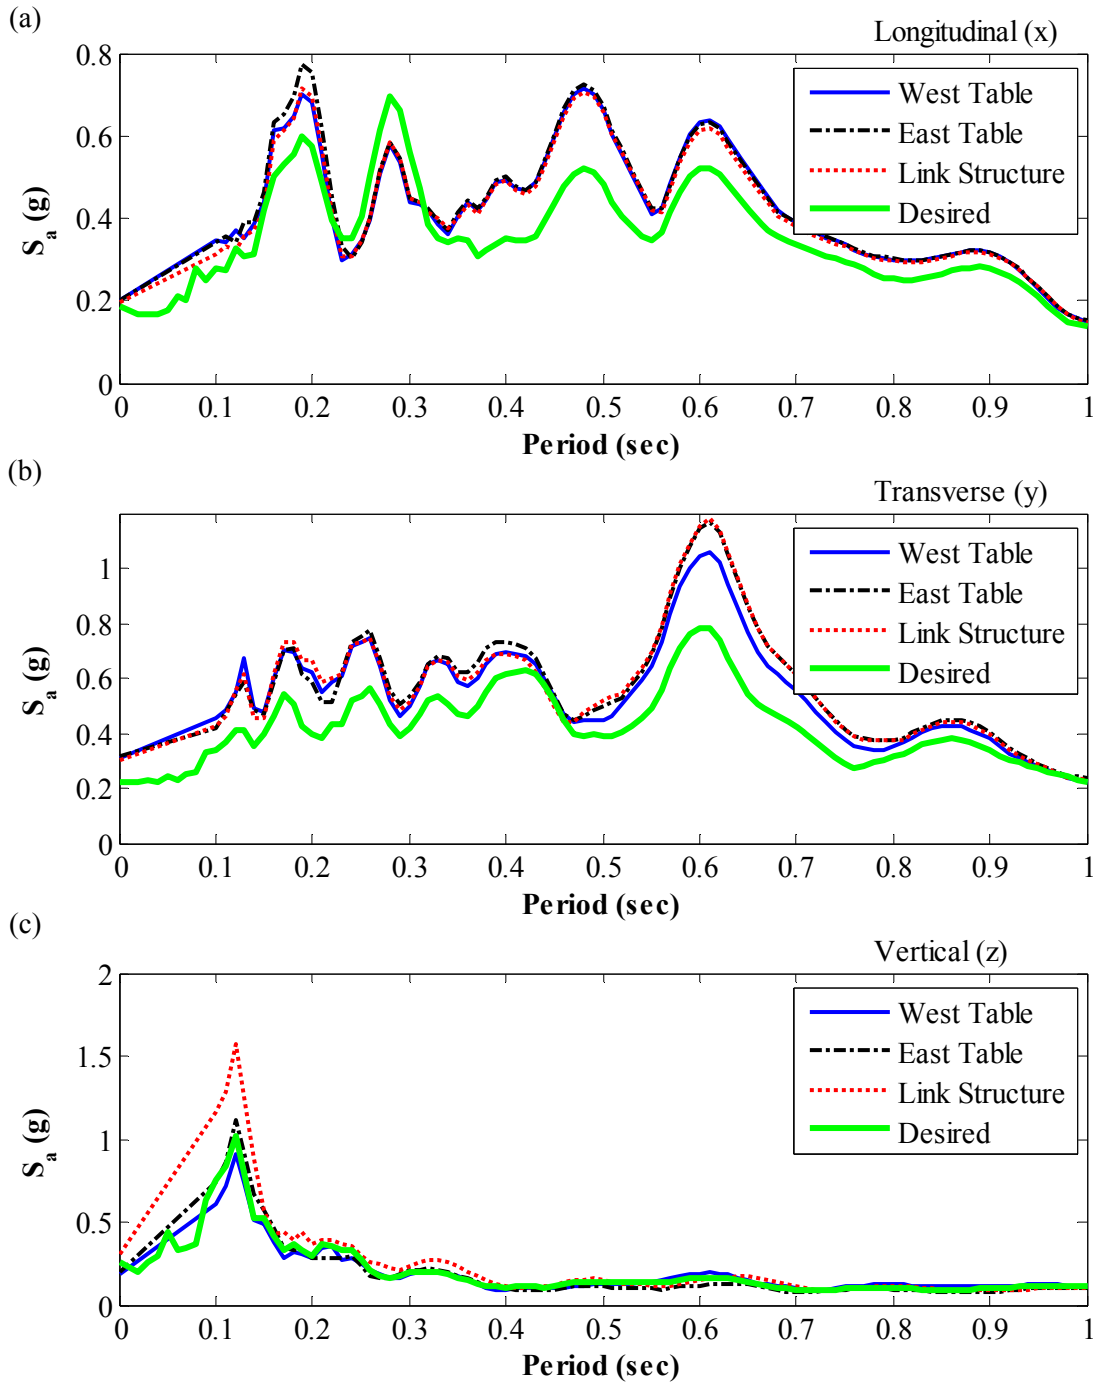 (a)
Longitudinal (x)
0.8
0.6
0.4
0.2
0
S_a (g)
West Table
East Table
Link Structure
Desired
0 0.1 0.2 0.3 0.4 0.5 0.6 0.7 0.8 0.9 1
Period (sec)
(b)
Transverse (y)
1
0.8
0.6
0.4
0.2
0
S_a (g)
West Table
East Table
Link Structure
Desired
0 0.1 0.2 0.3 0.4 0.5 0.6 0.7 0.8 0.9 1
Period (sec)
(c)
Vertical (z)
2
1.5
1
0.5
0
S_a (g)
West Table
East Table
Link Structure
Desired
0 0.1 0.2 0.3 0.4 0.5 0.6 0.7 0.8 0.9 1
Period (sec)